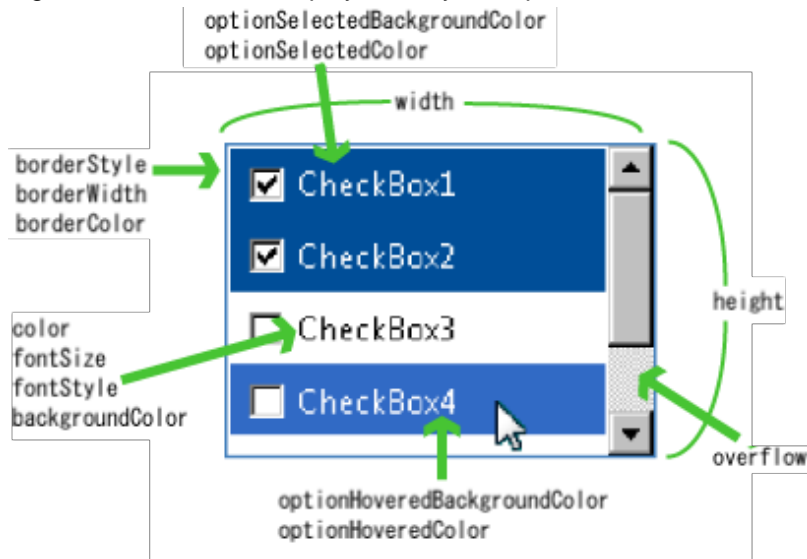 optionSelectedBackgroundColor
optionSelectedColor
width
borderStyle
borderWidth
borderColor
CheckBox1
CheckBox2
height
color
fontSize
fontStyle
backgroundColor
CheckBox3
CheckBox4
overflow
optionHoveredBackgroundColor
optionHoveredColor